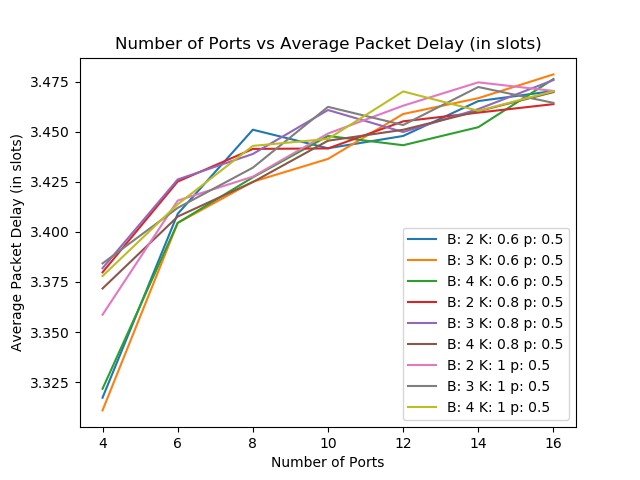 Number of Ports vs Average Packet Delay (in slots)
Average Packet Delay (in slots)
3.475
3.450
3.425
3.400
3.375
3.350
3.325
B: 2 K: 0.6 p: 0.5
B: 3 K: 0.6 p: 0.5
B: 4 K: 0.6 p: 0.5
B: 2 K: 0.8 p: 0.5
B: 3 K: 0.8 p: 0.5
B: 4 K: 0.8 p: 0.5
B: 2 K: 1 p: 0.5
B: 3 K: 1 p: 0.5
B: 4 K: 1 p: 0.5
4 6 8 10 12 14 16
Number of Ports